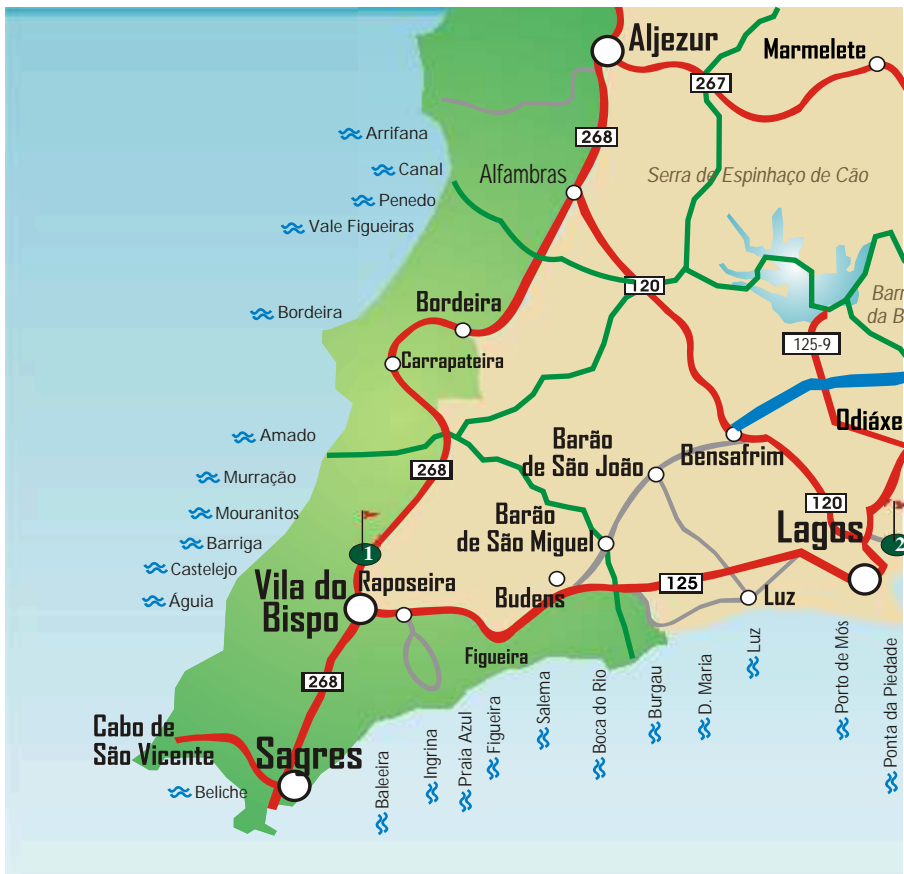 Aljezur
Marmelete
267
Arrifana
268
Canal
Alfambras
Serra de Espinhaço de Cão
Penedo
Vale Figueiras
120
Barr
da B
Bordeira
Bordeira
125-9
Carrapateira
Amado
Odiáxe
Barão
de São João
Bensafrim
268
Murração
120
Mouranitos
Barão
de São Miguel
Lagos
1
2
Barriga
Castelejo
Raposeira
125
Vila do
Bispo
Águia
Budens
Luz
Figueira
268
Luz
Porto de Mós
Ponta da Piedade
D. Maria
Burgau
Boca do Rio
Salema
Figueira
Praia Azul
Ingrina
Baleeira
Cabo de
São Vicente
Sagres
Beliche